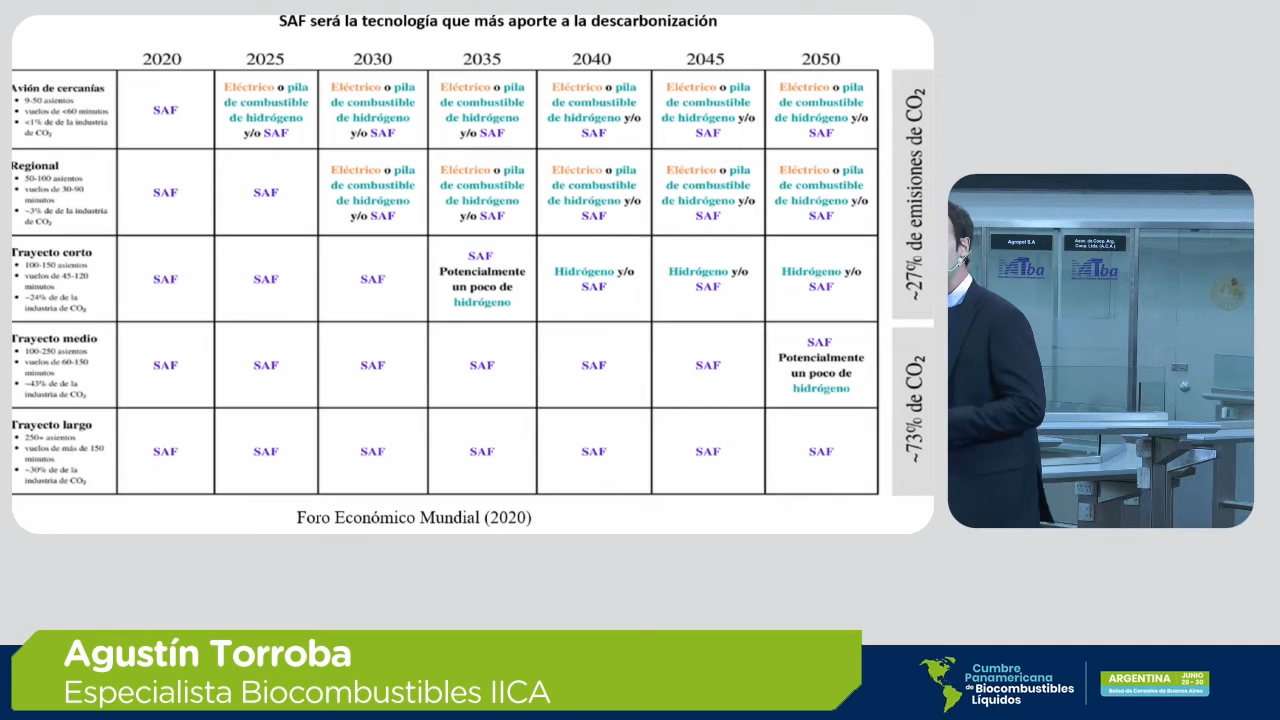 SAF será la tecnología que más aporte a la descarbonización
2020 2025 2030 2035 2040 2045 2050
Avión de cercanías
• 9-50 asientos
• vuelos de <60 minutos
• <1% de de la industria
de CO₂
SAF
Eléctrico o pila
de combustible
de hidrógeno
y/o SAF
Eléctrico o pila
de combustible
de hidrógeno
y/o SAF
Eléctrico o pila
de combustible
de hidrógeno
y/o SAF
Eléctrico o pila
de combustible
de hidrógeno y/o
SAF
Eléctrico o pila
de combustible
de hidrógeno y/o
SAF
Eléctrico o pila
de combustible
de hidrógeno y/o
SAF
Regional
• 50-100 asientos
• vuelos de 30-90
minutos
• ~3% de de la industria
de CO₂
SAF
SAF
Eléctrico o pila
de combustible
de hidrógeno
y/o SAF
Eléctrico o pila
de combustible
de hidrógeno
y/o SAF
Eléctrico o pila
de combustible
de hidrógeno y/o
SAF
Eléctrico o pila
de combustible
de hidrógeno y/o
SAF
Eléctrico o pila
de combustible
de hidrógeno y/o
SAF
Trayecto corto
• 100-150 asientos
• vuelos de 45-120
minutos
• ~24% de de la
industria de CO₂
SAF
SAF
SAF
SAF
Potencialmente
un poco de
hidrógeno
Hidrógeno y/o
SAF
Hidrógeno y/o
SAF
Hidrógeno y/o
SAF
~27% de emisiones de CO₂
Trayecto medio
• 100-250 asientos
• vuelos de 60-150
minutos
• ~43% de de la
industria de CO₂
SAF
SAF
SAF
SAF
SAF
SAF
SAF
Potencialmente
un poco de
hidrógeno
Trayecto largo
• 250+ asientos
• vuelos de más de 150
minutos
• ~30% de de la
industria de CO₂
SAF
SAF
SAF
SAF
SAF
SAF
SAF
~73% de CO₂
Foro Económico Mundial (2020)
Agropol S.A
Asoc. de Coop. Arg.
Coop. Ltda. (A.C.A.)
MATba
MATba
Agustín Torroba
Especialista Biocombustibles IICA
Cumbre
Panamericana
de Biocombustibles
Líquidos
ARGENTINA JUNIO
29 - 30
Bolsa de Cereales de Buenos Aires